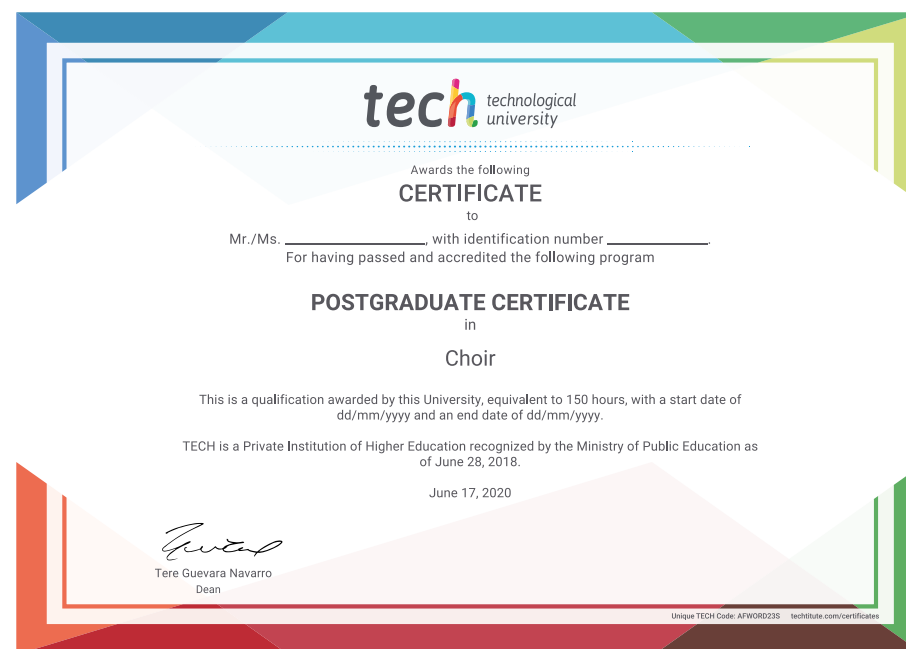 tech technological
university
Awards the following
CERTIFICATE
to
Mr./Ms. ____________________, with identification number ______________.
For having passed and accredited the following program
POSTGRADUATE CERTIFICATE
in
Choir
This is a qualification awarded by this University, equivalent to 150 hours, with a start date of
dd/mm/yyyy and an end date of dd/mm/yyyy.
TECH is a Private Institution of Higher Education recognized by the Ministry of Public Education as
of June 28, 2018.
June 17, 2020
Tere Guevara Navarro
Dean
Unique TECH Code: AFWORD23S techtitute.com/certificates